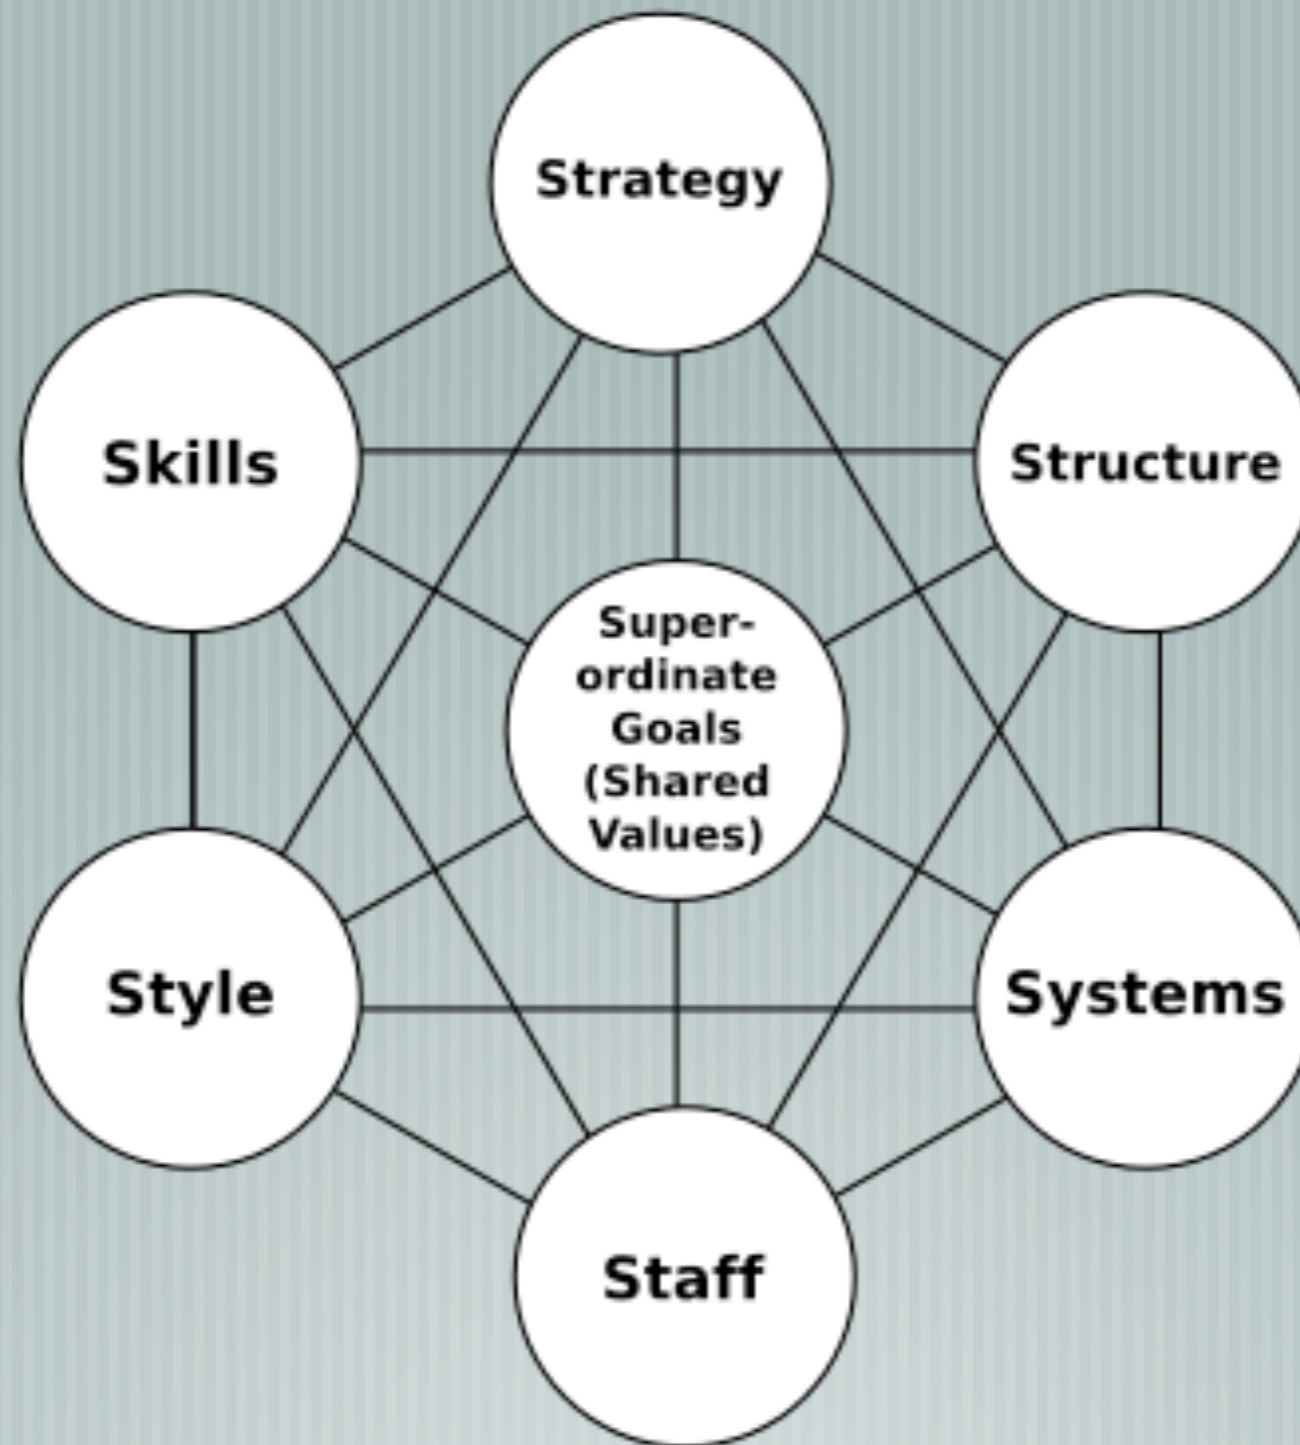 Strategy
Skills
Structure
Super-
ordinate
Goals
(Shared
Values)
Style
Systems
Staff